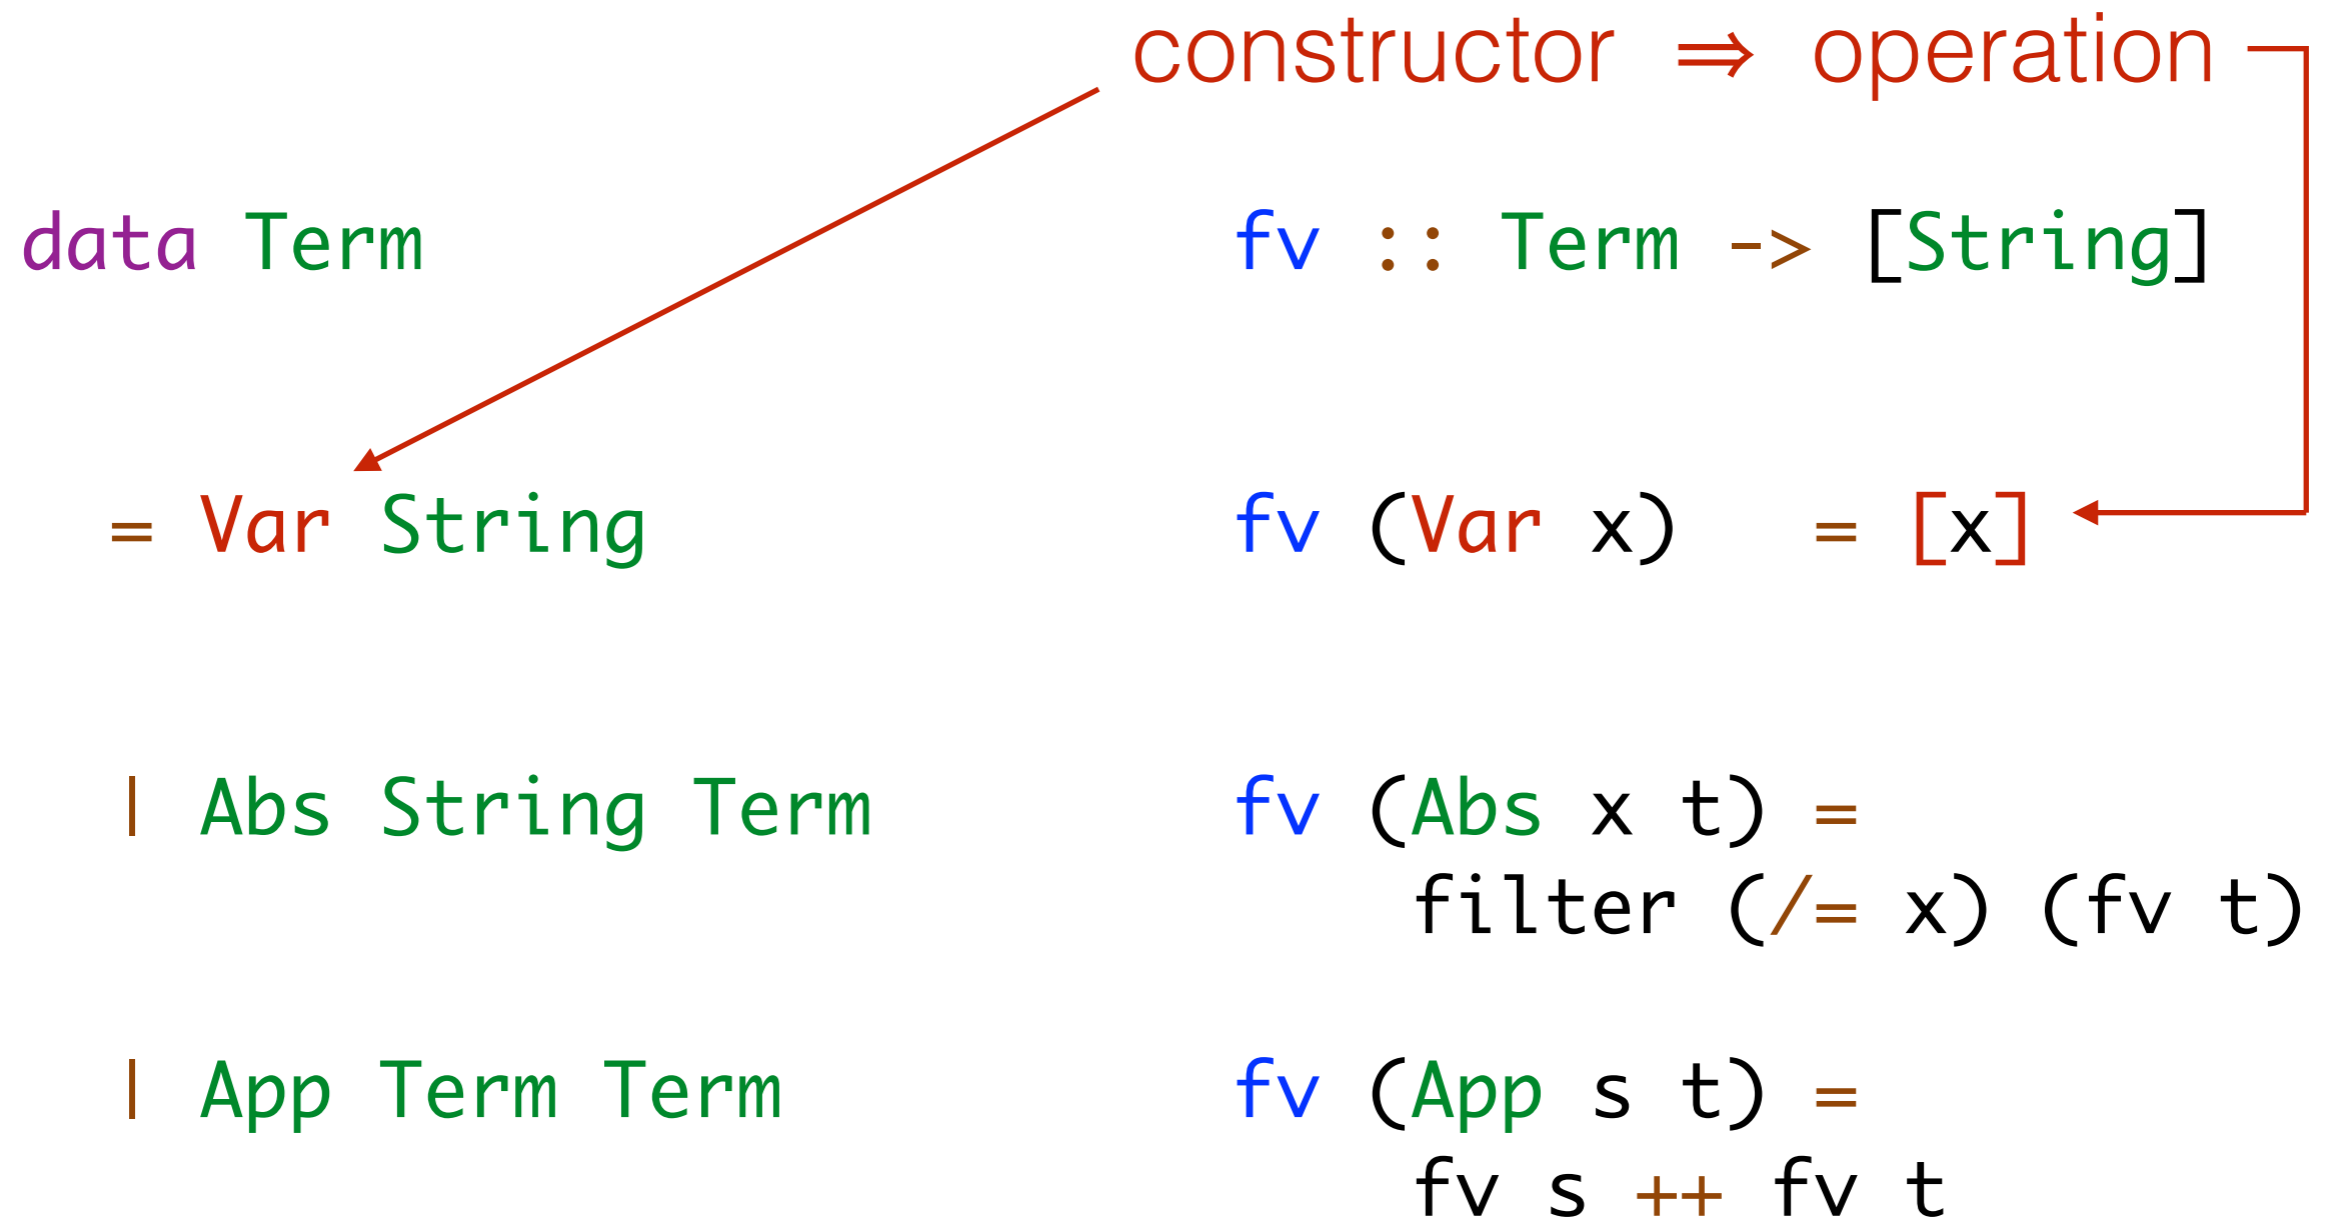 constructor ⇒ operation
data Term
fv :: Term -> [String]
= Var String
fv (Var x) = [x]
| Abs String Term
fv (Abs x t) =
filter (/= x) (fv t)
| App Term Term
fv (App s t) =
fv s ++ fv t